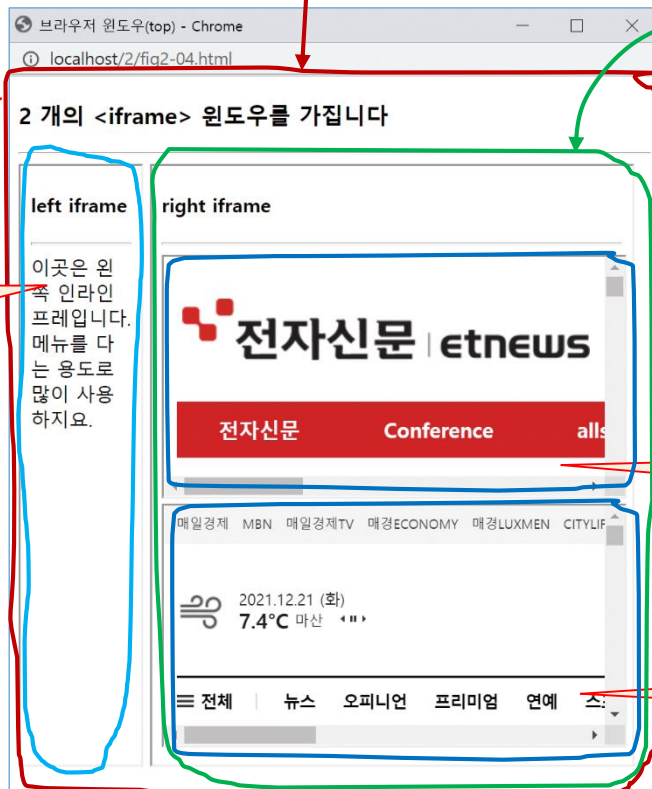 브라우저 윈도우(top) - Chrome
localhost/2/fig2-04.html
2 개의 <iframe> 윈도우를 가집니다
left iframe
이곳은 왼
쪽 인라인
프레입니다.
메뉴를 다
는 용도로
많이 사용
하지요.
right iframe
전자신문 | etnews
전자신문 Conference alls
매일경제 MBN 매일경제TV 매경ECONOMY 매경LUXMEN CITYLIF
2021.12.21 (화)
7.4°C 마산
전체 | 뉴스 오피니언 프리미엄 연예